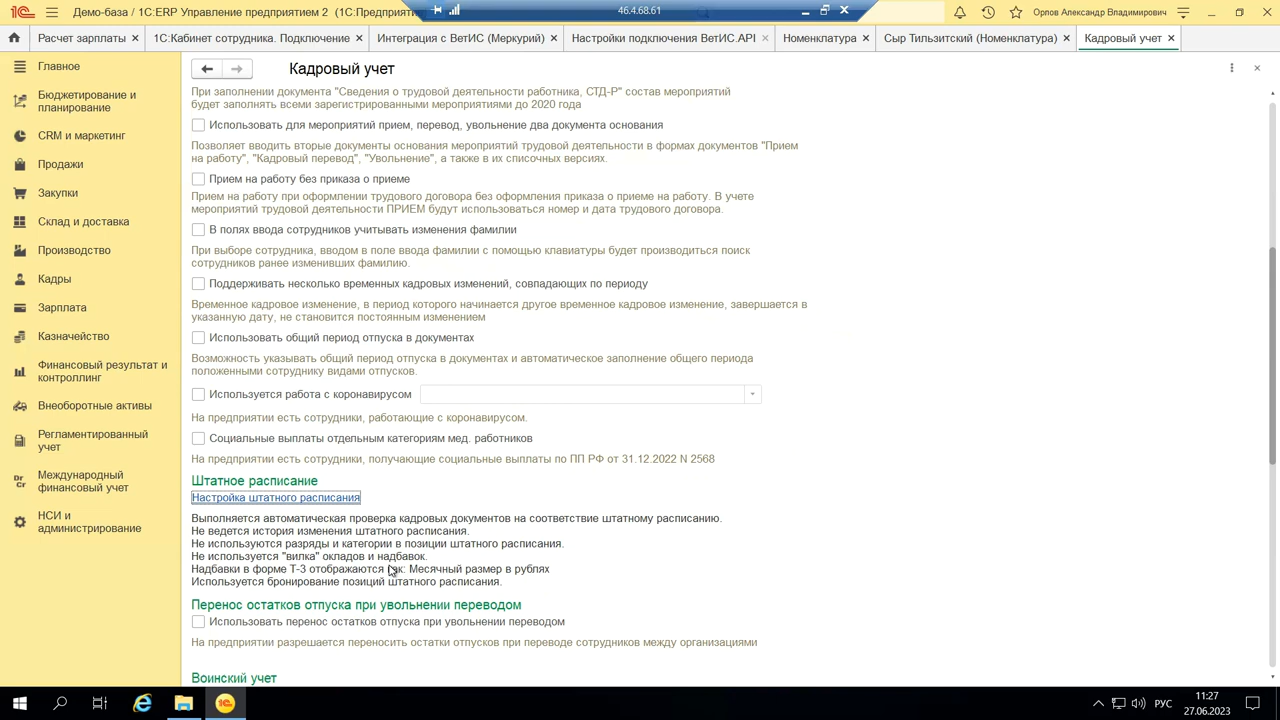 Демо-база / 1С:ERP Управление предприятием 2 (1С:Предприятие
46.4.68.61
Орлов Александр Владимирович
Расчет зарплаты
1С:Кабинет сотрудника. Подключение
Интеграция с ВетИС (Меркурий)
Настройки подключения ВетИС.API
Номенклатура
Сыр Тильзитский (Номенклатура)
Кадровый учет
Главное
Бюджетирование и
планирование
CRM и маркетинг
Продажи
Закупки
Склад и доставка
Производство
Кадры
Зарплата
Казначейство
Финансовый результат и
контроллинг
Внеоборотные активы
Регламентированный
учет
Dr
Cr
Международный
финансовый учет
НСИ и
администрирование
Кадровый учет
При заполнении документа "Сведения о трудовой деятельности работника, СТД-Р" состав мероприятий
будет заполнять всеми зарегистрированными мероприятиями до 2020 года
Использовать для мероприятий прием, перевод, увольнение два документа основания
Позволяет вводить вторые документы основания мероприятий трудовой деятельности в формах документов "Прием
на работу", "Кадровый перевод", "Увольнение", а также в их списочных версиях.
Прием на работу без приказа о приеме
Прием на работу при оформлении трудового договора без оформления приказа о приеме на работу. В учете
мероприятий трудовой деятельности ПРИЕМ будут использоваться номер и дата трудового договора.
В полях ввода сотрудников учитывать изменения фамилии
При выборе сотрудника, вводом в поле ввода фамилии с помощью клавиатуры будет производиться поиск
сотрудников ранее изменивших фамилию.
Поддерживать несколько временных кадровых изменений, совпадающих по периоду
Временное кадровое изменение, в период которого начинается другое временное кадровое изменение, завершается в
указанную дату, не становится постоянным изменением
Использовать общий период отпуска в документах
Возможность указывать общий период отпуска в документах и автоматическое заполнение общего периода
положенными сотруднику видами отпусков.
Используется работа с коронавирусом
На предприятии есть сотрудники, работающие с коронавирусом.
Социальные выплаты отдельным категориям мед. работников
На предприятии есть сотрудники, получающие социальные выплаты по ПП РФ от 31.12.2022 N 2568
Штатное расписание
Настройка штатного расписания
Выполняется автоматическая проверка кадровых документов на соответствие штатному расписанию.
Не ведется история изменения штатного расписания.
Не используются разряды и категории в позиции штатного расписания.
Не используется "вилка" окладов и надбавок.
Надбавки в форме Т-3 отображаются как: Месячный размер в рублях
Используется бронирование позиций штатного расписания.
Перенос остатков отпуска при увольнении переводом
Использовать перенос остатков отпуска при увольнении переводом
На предприятии разрешается переносить остатки отпусков при переводе сотрудников между организациями
Воинский учет
РУС
11:27
27.06.2023